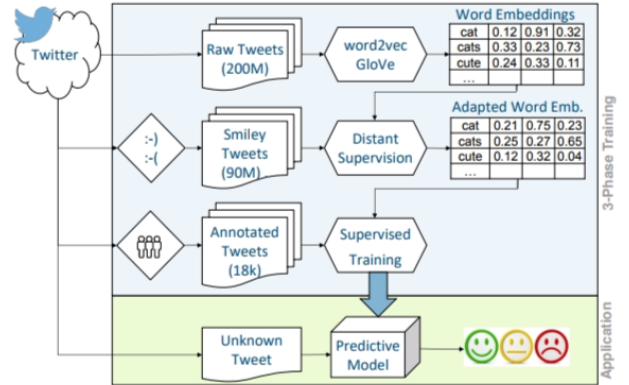 Twitter
Raw Tweets
(200M)
word2vec
GloVe
Word Embeddings
cat 0.12 0.91 0.32
cats 0.33 0.23 0.73
cute 0.24 0.33 0.11
...
:-)
:-(
Smiley
Tweets
(90M)
Distant
Supervision
Adapted Word Emb.
cat 0.21 0.75 0.23
cats 0.25 0.27 0.65
cute 0.12 0.32 0.04
...
Annotated
Tweets
(18k)
Supervised
Training
3-Phase Training
Unknown
Tweet
Predictive
Model
Application